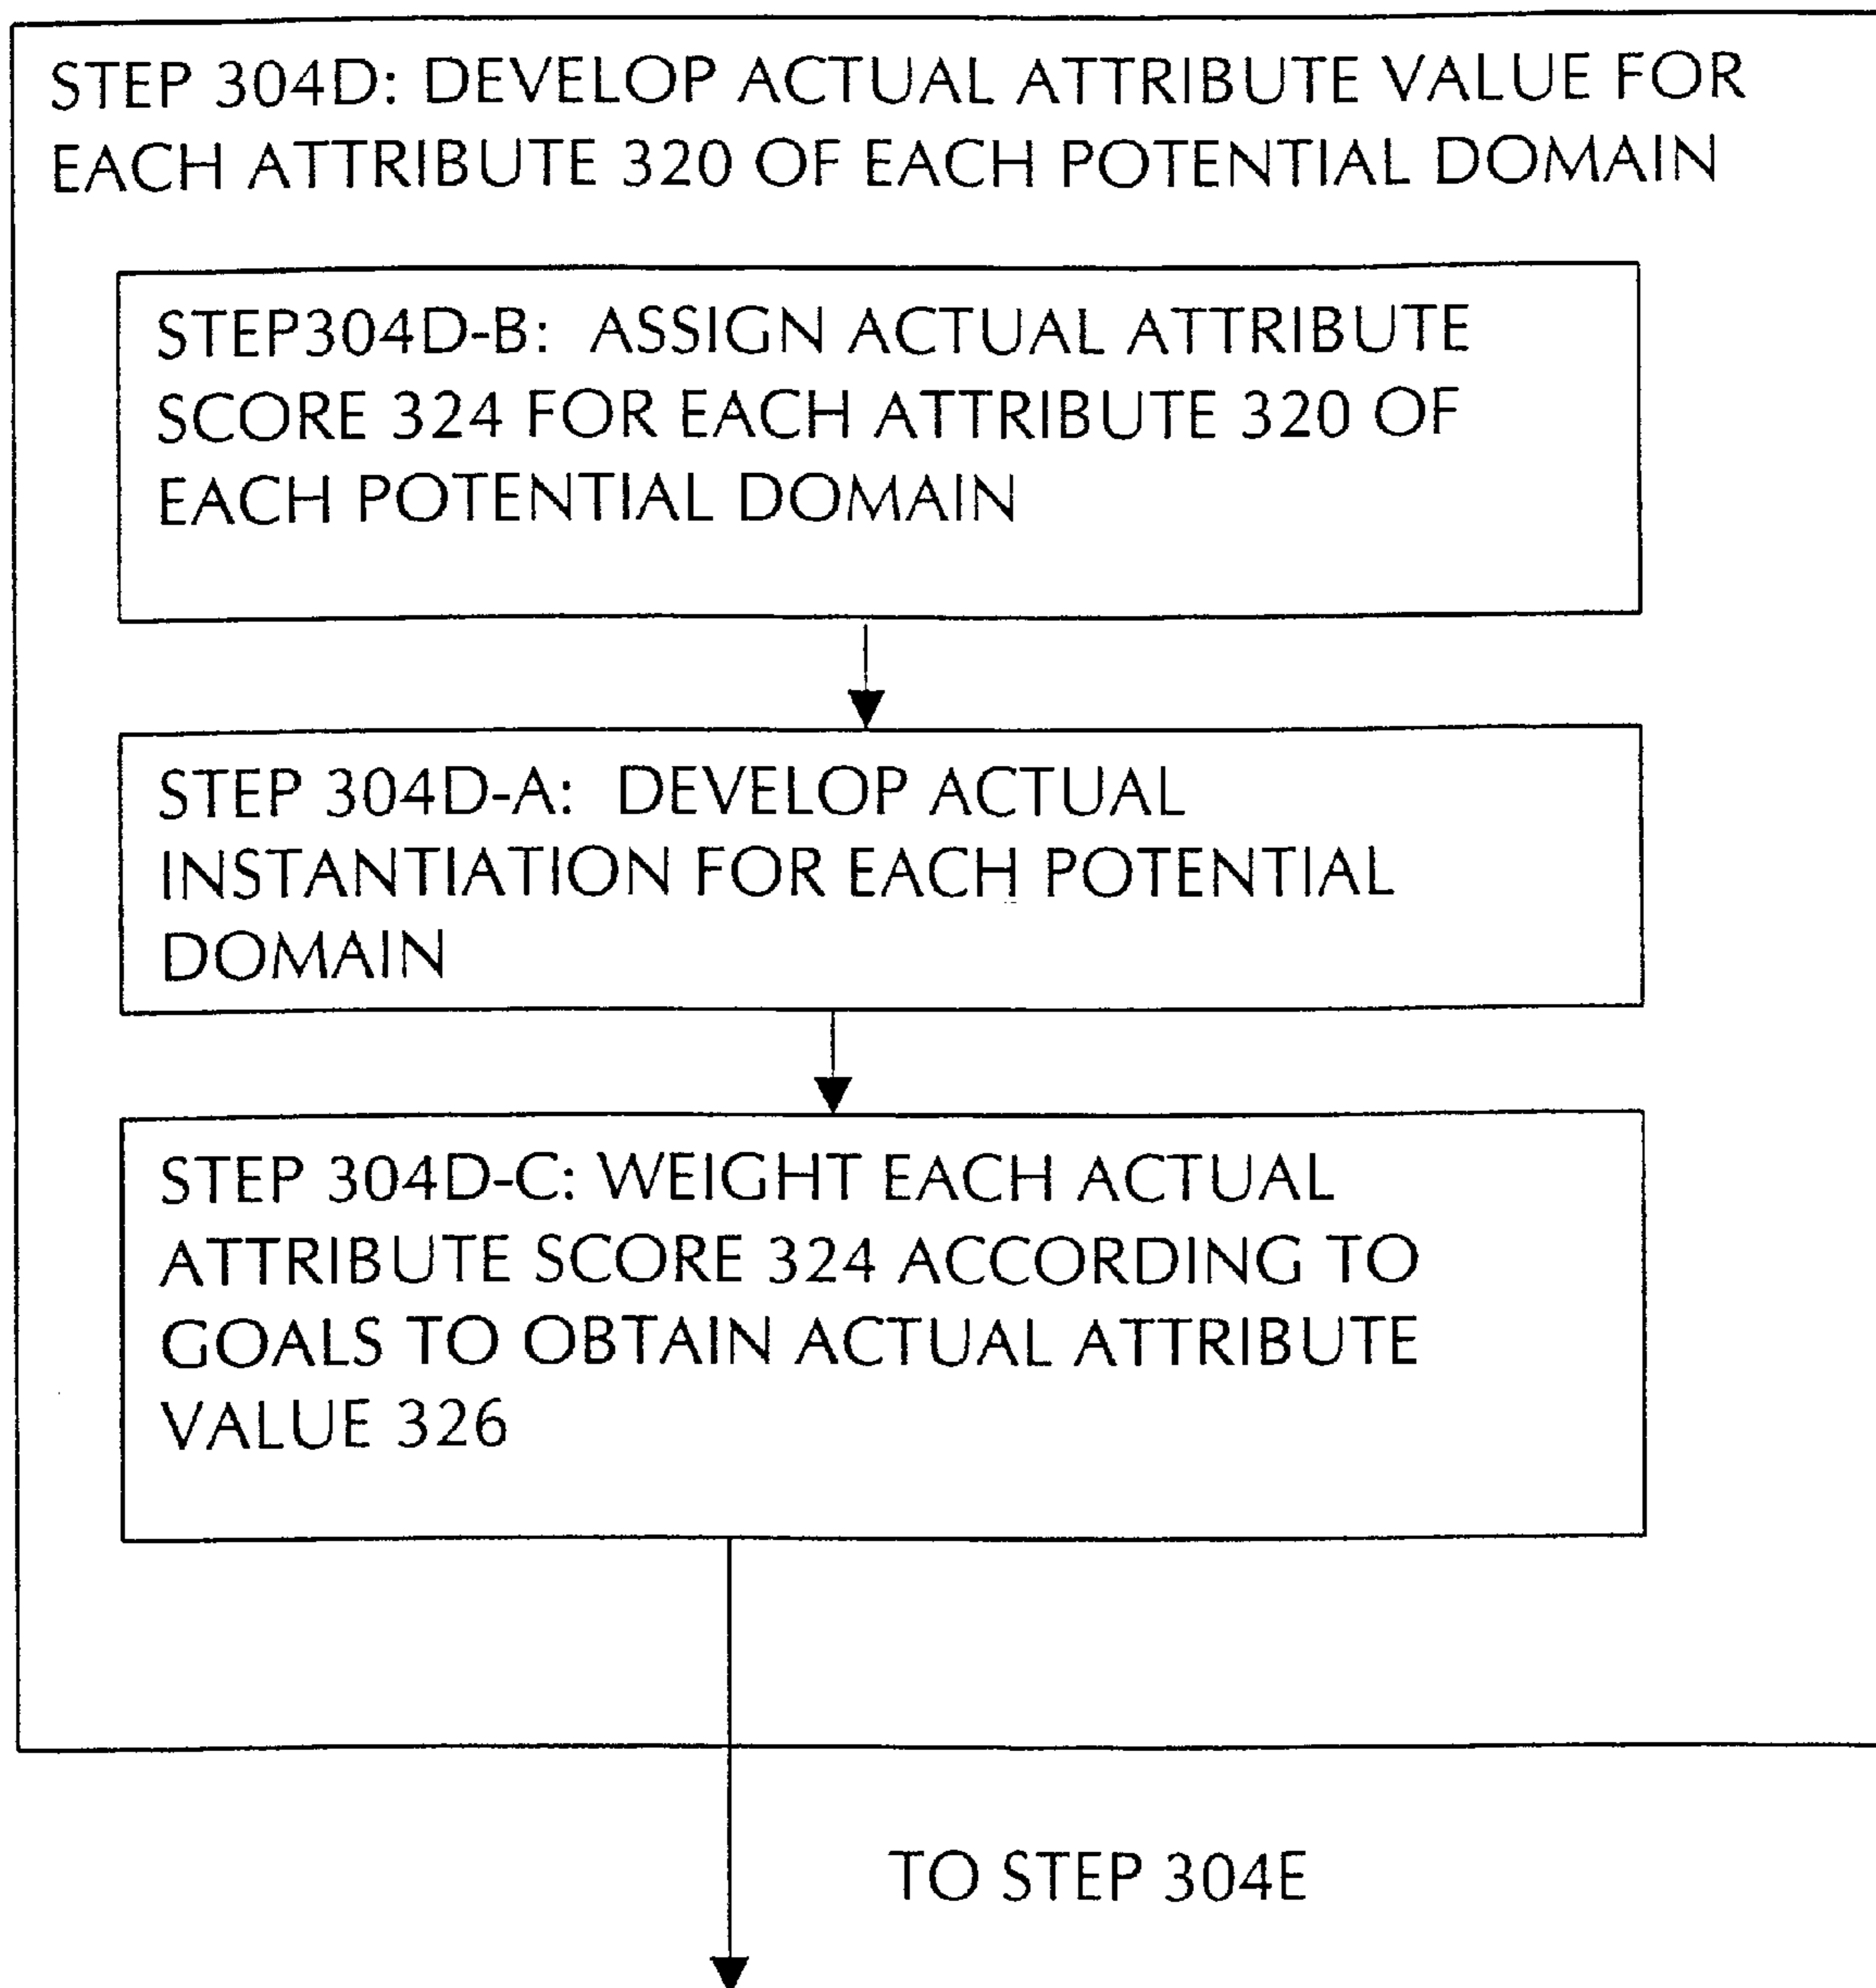 STEP 304D: DEVELOP ACTUAL ATTRIBUTE VALUE FOR
EACH ATTRIBUTE 320 OF EACH POTENTIAL DOMAIN
STEP304D-B: ASSIGN ACTUAL ATTRIBUTE
SCORE 324 FOR EACH ATTRIBUTE 320 OF
EACH POTENTIAL DOMAIN
STEP 304D-A: DEVELOP ACTUAL
INSTANTIATION FOR EACH POTENTIAL
DOMAIN
STEP 304D-C: WEIGHT EACH ACTUAL
ATTRIBUTE SCORE 324 ACCORDING TO
GOALS TO OBTAIN ACTUAL ATTRIBUTE
VALUE 326
TO STEP 304E